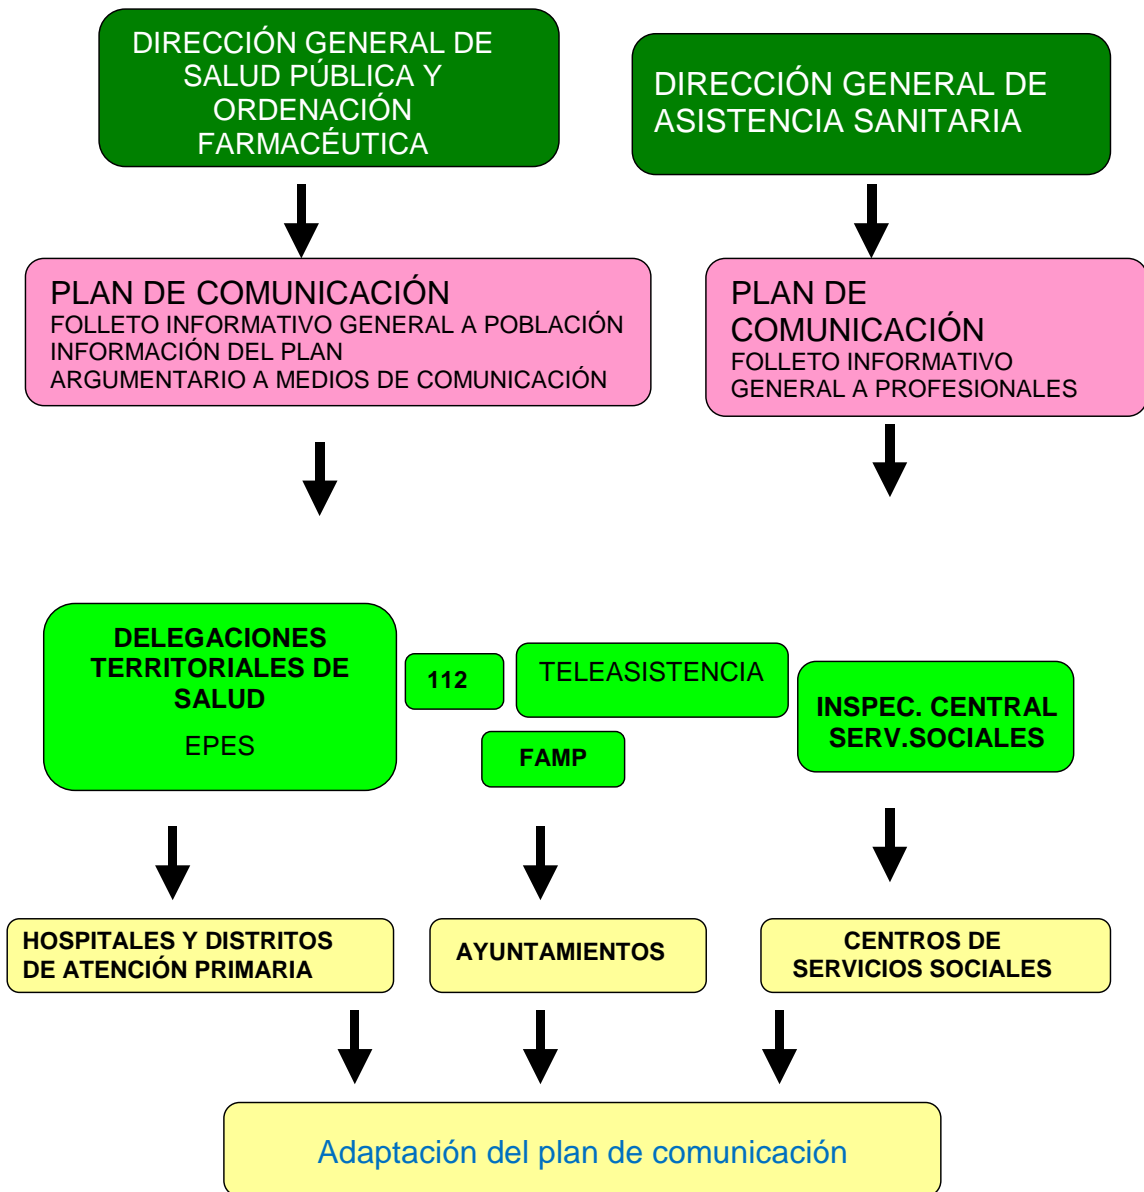 DIRECCIÓN GENERAL DE
SALUD PÚBLICA Y
ORDENACIÓN
FARMACÉUTICA
DIRECCIÓN GENERAL DE
ASISTENCIA SANITARIA
PLAN DE COMUNICACIÓN
FOLLETO INFORMATIVO GENERAL A POBLACIÓN
INFORMACIÓN DEL PLAN
ARGUMENTARIO A MEDIOS DE COMUNICACIÓN
PLAN DE
COMUNICACIÓN
FOLLETO INFORMATIVO
GENERAL A PROFESIONALES
DELEGACIONES
TERRITORIALES DE
SALUD
EPES
112
TELEASISTENCIA
FAMP
INSPEC. CENTRAL
SERV.SOCIALES
HOSPITALES Y DISTRITOS
DE ATENCIÓN PRIMARIA
AYUNTAMIENTOS
CENTROS DE
SERVICIOS SOCIALES
Adaptación del plan de comunicación